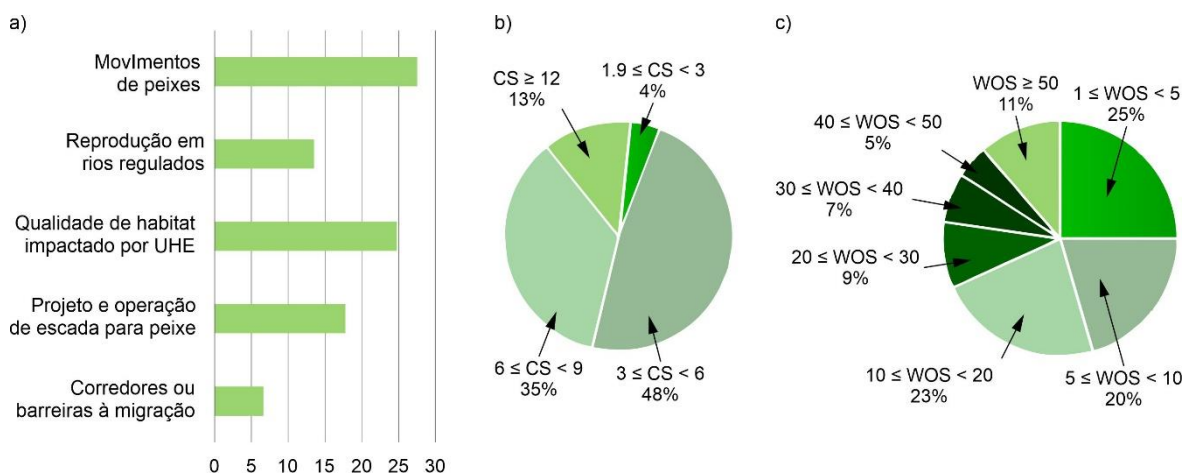 a)
MovImentos
de peixes
Reprodução em
rios regulados
Qualidade de habitat
impactado por UHE
Projeto e operação
de escada para peixe
Corredores ou
barreiras à migração
0 5 10 15 20 25 30
b)
CS ≥ 12
13%
1.9 ≤ CS < 3
4%
6 ≤ CS < 9
35%
3 ≤ CS < 6
48%
c)
WOS ≥ 50
11%
1 ≤ WOS < 5
25%
40 ≤ WOS < 50
5%
30 ≤ WOS < 40
7%
20 ≤ WOS < 30
9%
10 ≤ WOS < 20
23%
5 ≤ WOS < 10
20%